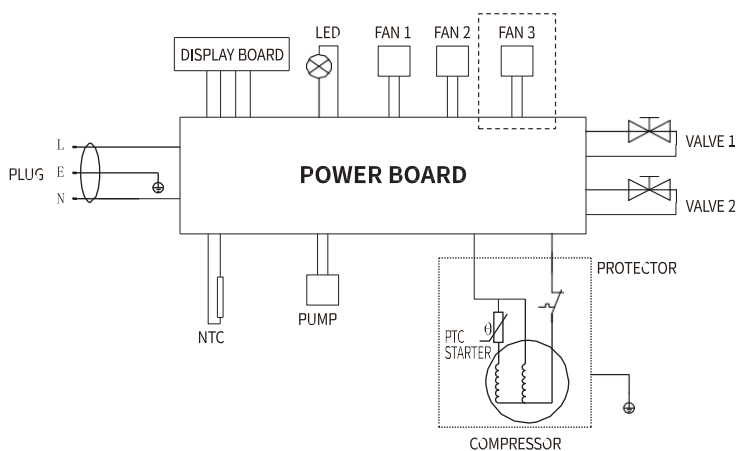 DISPLAY BOARD
LED
FAN 1
FAN 2
FAN 3
L
PLUG E
N
POWER BOARD
VALVE 1
VALVE 2
NTC
PUMP
PROTECTOR
θ
PTC
STARTER
COMPRESSOR